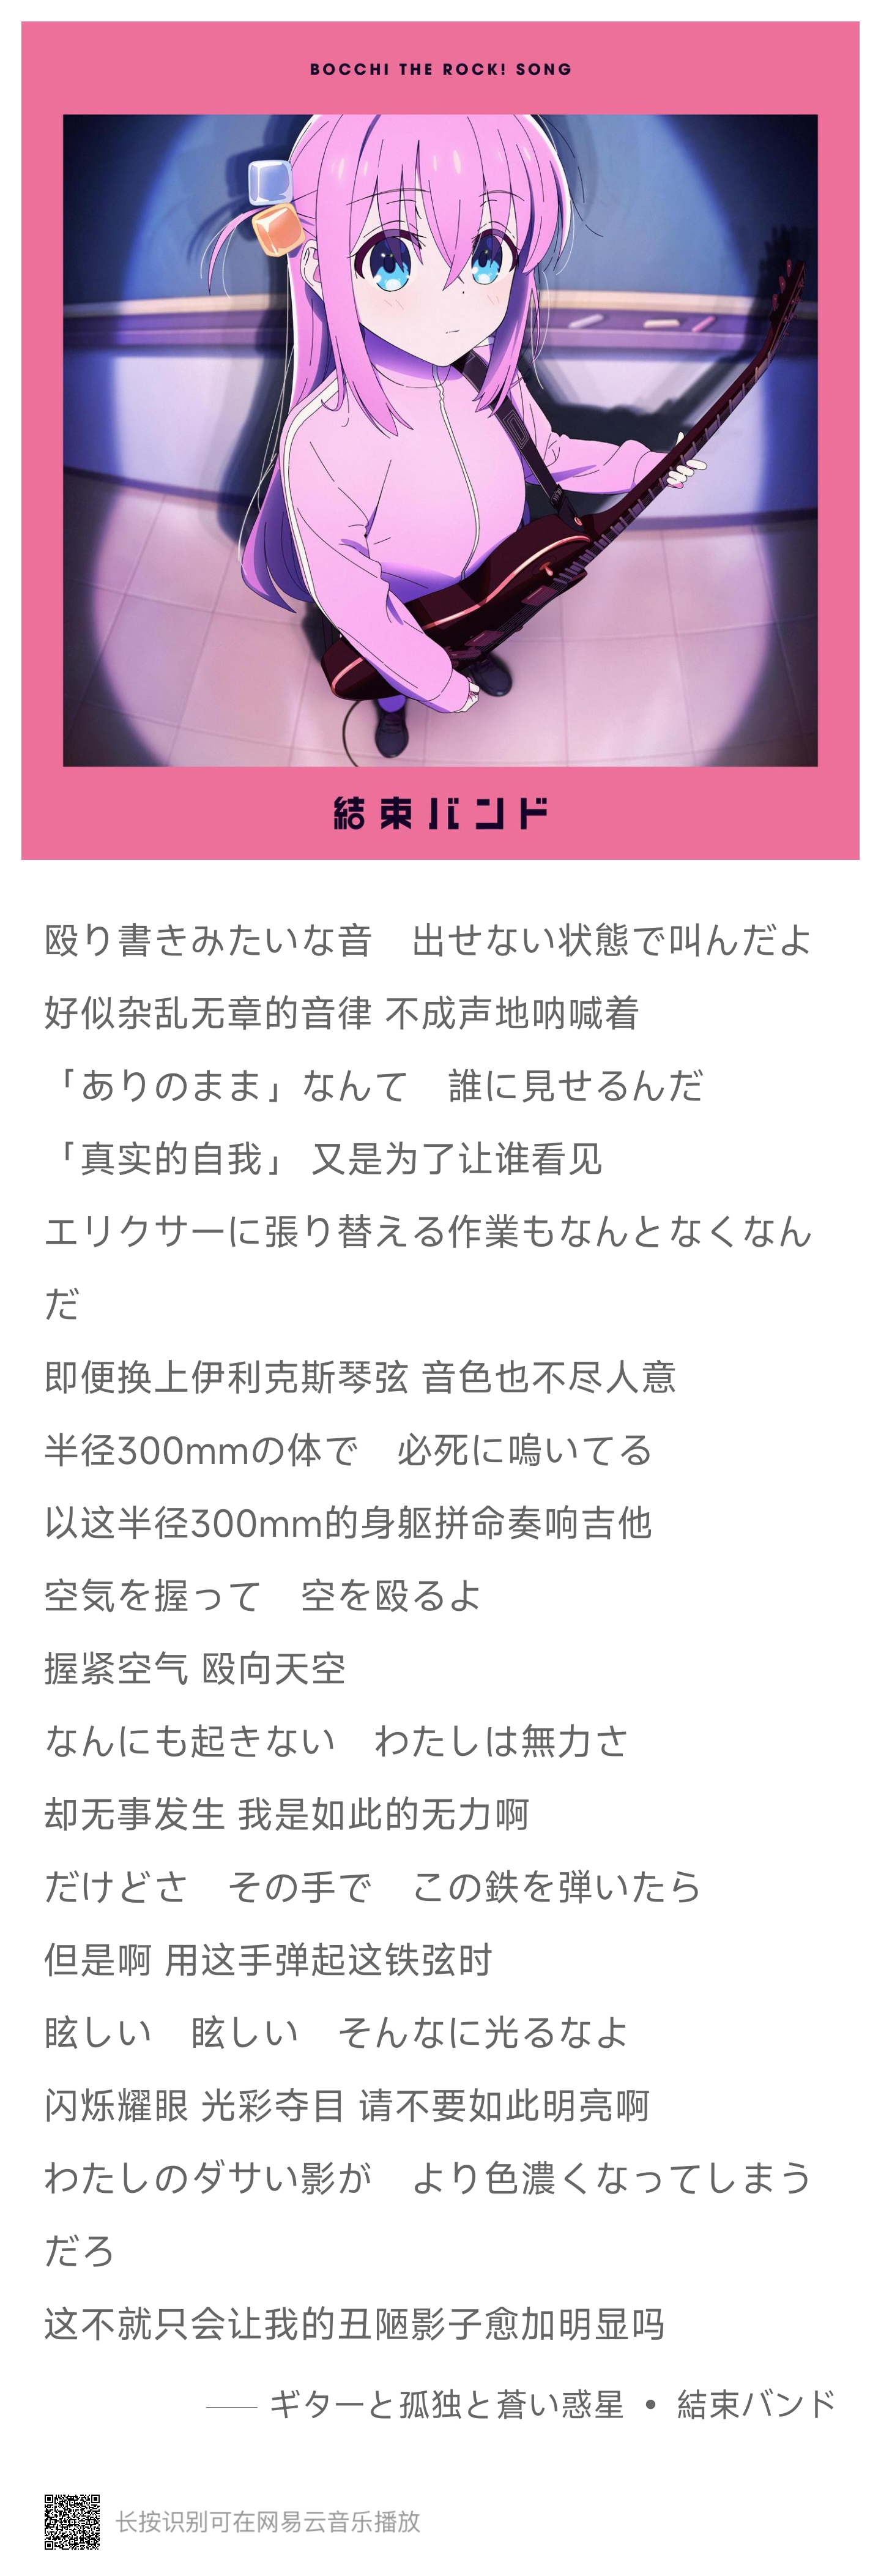 BOCCHI THE ROCK! SONG
結束バンド
殴り書きみたいな音　出せない状態で叫んだよ
好似杂乱无章的音律 不成声地呐喊着
「ありのまま」なんて　誰に見せるんだ
「真实的自我」 又是为了让谁看见
エリクサーに張り替える作業もなんとなくなん
だ
即便换上伊利克斯琴弦 音色也不尽人意
半径300mmの体で　必死に鳴いてる
以这半径300mm的身躯拼命奏响吉他
空気を握って　空を殴るよ
握紧空气 殴向天空
なんにも起きない　わたしは無力さ
却无事发生 我是如此的无力啊
だけどさ　その手で　この鉄を弾いたら
但是啊 用这手弹起这铁弦时
眩しい　眩しい　そんなに光るなよ
闪烁耀眼 光彩夺目 请不要如此明亮啊
わたしのダサい影が　より色濃くなってしまう
だろ
这不就只会让我的丑陋影子愈加明显吗
—— ギターと孤独と蒼い惑星 • 結束バンド
长按识别可在网易云音乐播放